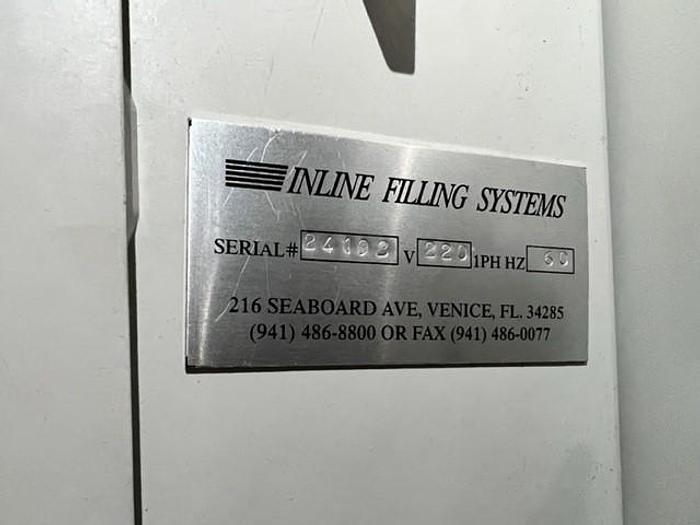 INLINE FILLING SYSTEMS
SERIAL# 24102 V 220 1PH HZ 60
216 SEABOARD AVE, VENICE, FL. 34285
(941) 486-8800 OR FAX (941) 486-0077